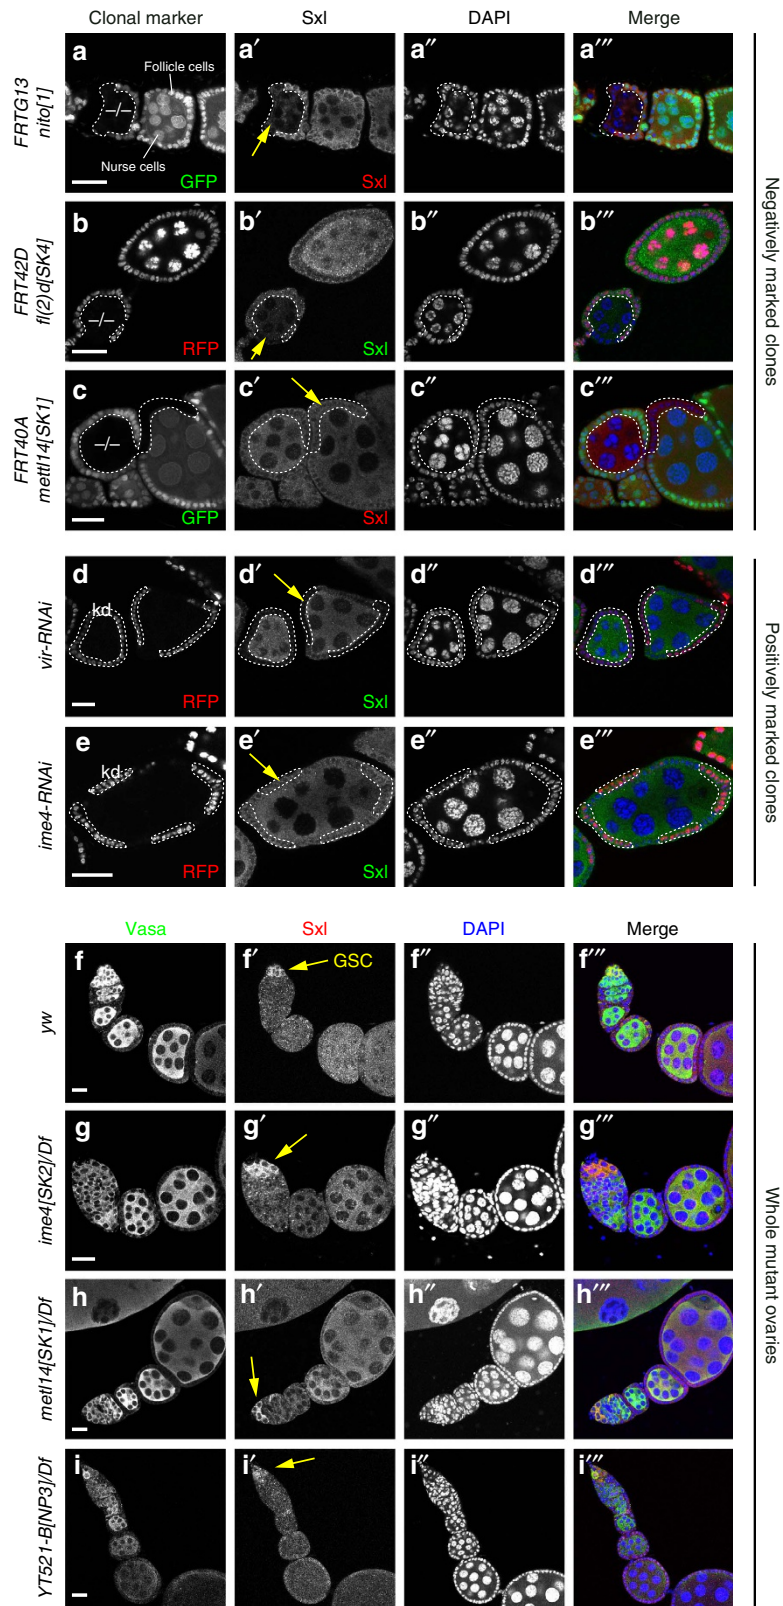 Clonal marker Sxl DAPI Merge
FRTG13
nito[1]
a a′ a″ a‴
Follicle cells
–/–
Nurse cells
GFP Sxl
FRT42D
fl(2)d[SK4]
b b′ b″ b‴
–/–
RFP Sxl
FRT40A
mettl14[SK1]
c c′ c″ c‴
–/–
GFP Sxl
Negatively marked clones
vir-RNAi
d d′ d″ d‴
kd
RFP Sxl
ime4-RNAi
e e′ e″ e‴
kd
RFP Sxl
Positively marked clones
Vasa Sxl DAPI Merge
yw
f f′ f″ f‴
GSC
ime4[SK2]/Df
g g′ g″ g‴
metl14[SK1]/Df
h h′ h″ h‴
YT521-B[NP3]/Df
i i′ i″ i‴
Whole mutant ovaries